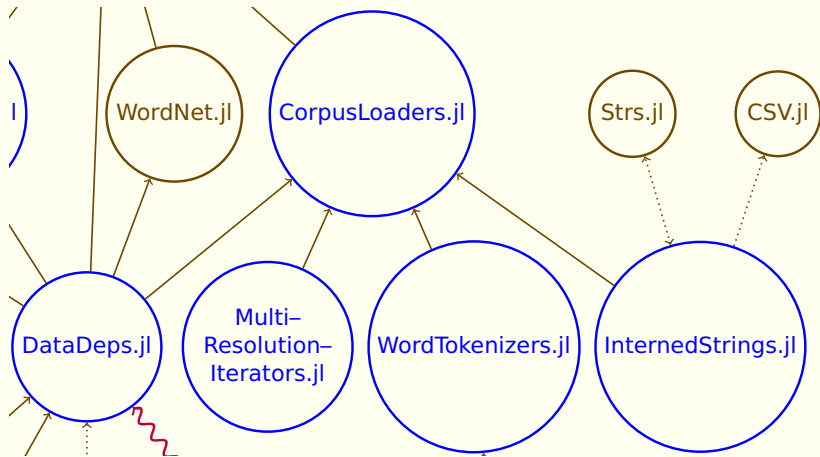 l
WordNet.jl
CorpusLoaders.jl
Strs.jl
CSV.jl
DataDeps.jl
Multi–
Resolution–
Iterators.jl
WordTokenizers.jl
InternedStrings.jl